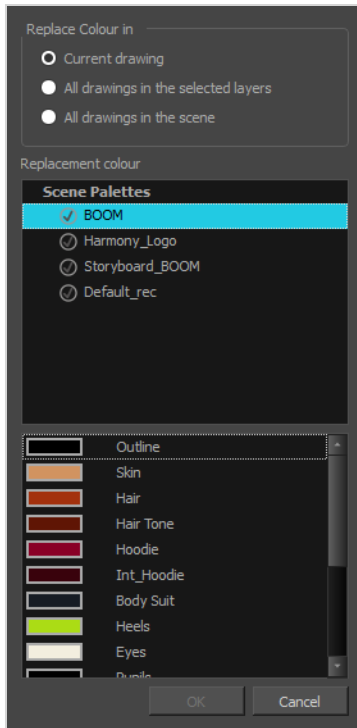 Replace Colour in
Current drawing
All drawings in the selected layers
All drawings in the scene
Replacement colour
Scene Palettes
BOOM
Harmony_Logo
Storyboard_BOOM
Default_rec
Outline
Skin
Hair
Hair Tone
Hoodie
Int_Hoodie
Body Suit
Heels
Eyes
Pupils
OK
Cancel